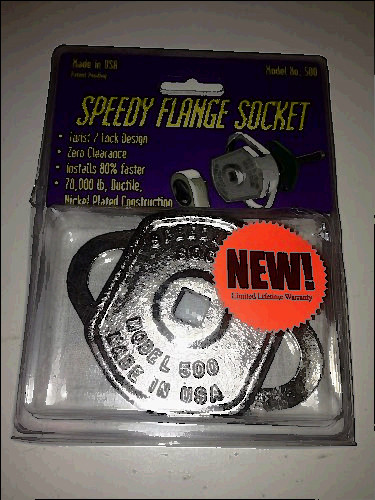 Made in USA
Patent Pending
Model No. 500
SPEEDY FLANGE SOCKET
• Twist / lock Design
• Zero Clearance
• Installs 80% faster
• 70,000 lb, Ductile,
Nickel Plated Construction
500
NEW!
Limited Lifetime Warranty
MODEL 500
MADE IN USA